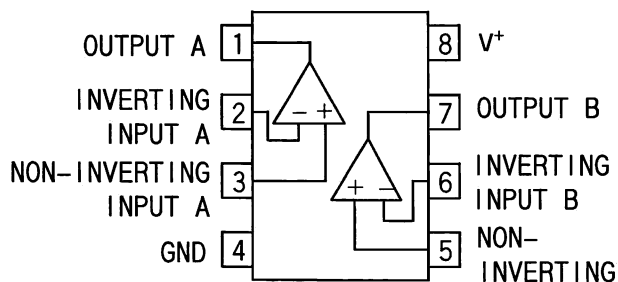 OUTPUT A 1
INVERTING 2
INPUT A
NON-INVERTING 3
INPUT A
GND 4
- +
+ -
8 V+
7 OUTPUT B
6 INVERTING
INPUT B
5 NON-
INVERTING